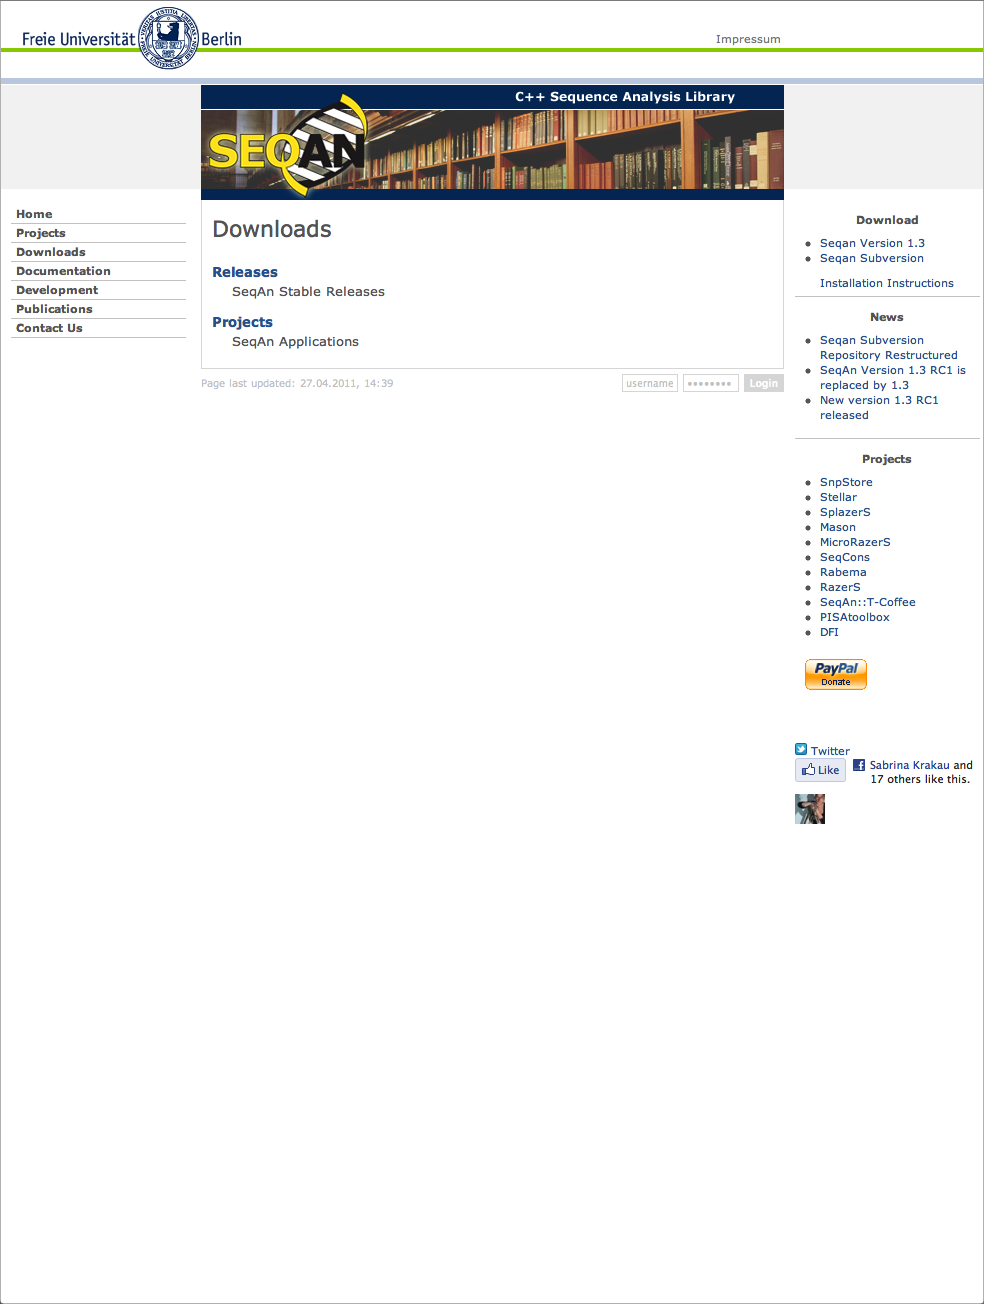 Freie Universität Berlin
Impressum
C++ Sequence Analysis Library
SEQAN
Home
Projects
Downloads
Documentation
Development
Publications
Contact Us
Downloads
Releases
SeqAn Stable Releases
Projects
SeqAn Applications
Page last updated: 27.04.2011, 14:39
username
••••••••
Login
Download
Seqan Version 1.3
Seqan Subversion
Installation Instructions
News
Seqan Subversion
Repository Restructured
SeqAn Version 1.3 RC1 is
replaced by 1.3
New version 1.3 RC1
released
Projects
SnpStore
Stellar
SplazerS
Mason
MicroRazerS
SeqCons
Rabema
RazerS
SeqAn::T-Coffee
PISAtoolbox
DFI
PayPal
Donate
Twitter
Like
Sabrina Krakau and
17 others like this.